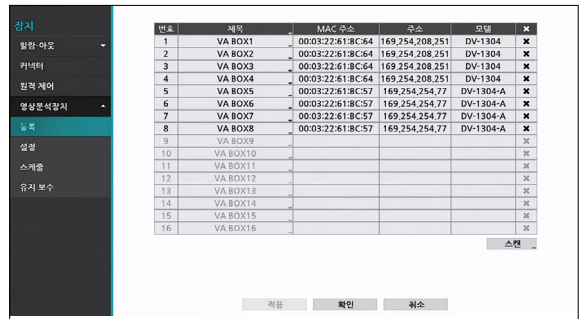 장치
알람-아웃
커넥터
원격 제어
영상분석장치
등록
설정
스케줄
유지 보수
번호 제목 MAC 주소 주소 모델 ✖
1 VA BOX1 00:03:22:61:BC:64 169,254,208,251 DV-1304 ✖
2 VA BOX2 00:03:22:61:BC:64 169,254,208,251 DV-1304 ✖
3 VA BOX3 00:03:22:61:BC:64 169,254,208,251 DV-1304 ✖
4 VA BOX4 00:03:22:61:BC:64 169,254,208,251 DV-1304 ✖
5 VA BOX5 00:03:22:61:BC:57 169,254,254,77 DV-1304-A ✖
6 VA BOX6 00:03:22:61:BC:57 169,254,254,77 DV-1304-A ✖
7 VA BOX7 00:03:22:61:BC:57 169,254,254,77 DV-1304-A ✖
8 VA BOX8 00:03:22:61:BC:57 169,254,254,77 DV-1304-A ✖
9 VA BOX9 ✖
10 VA BOX10 ✖
11 VA BOX11 ✖
12 VA BOX12 ✖
13 VA BOX13 ✖
14 VA BOX14 ✖
15 VA BOX15 ✖
16 VA BOX16 ✖
스캔
적용 확인 취소